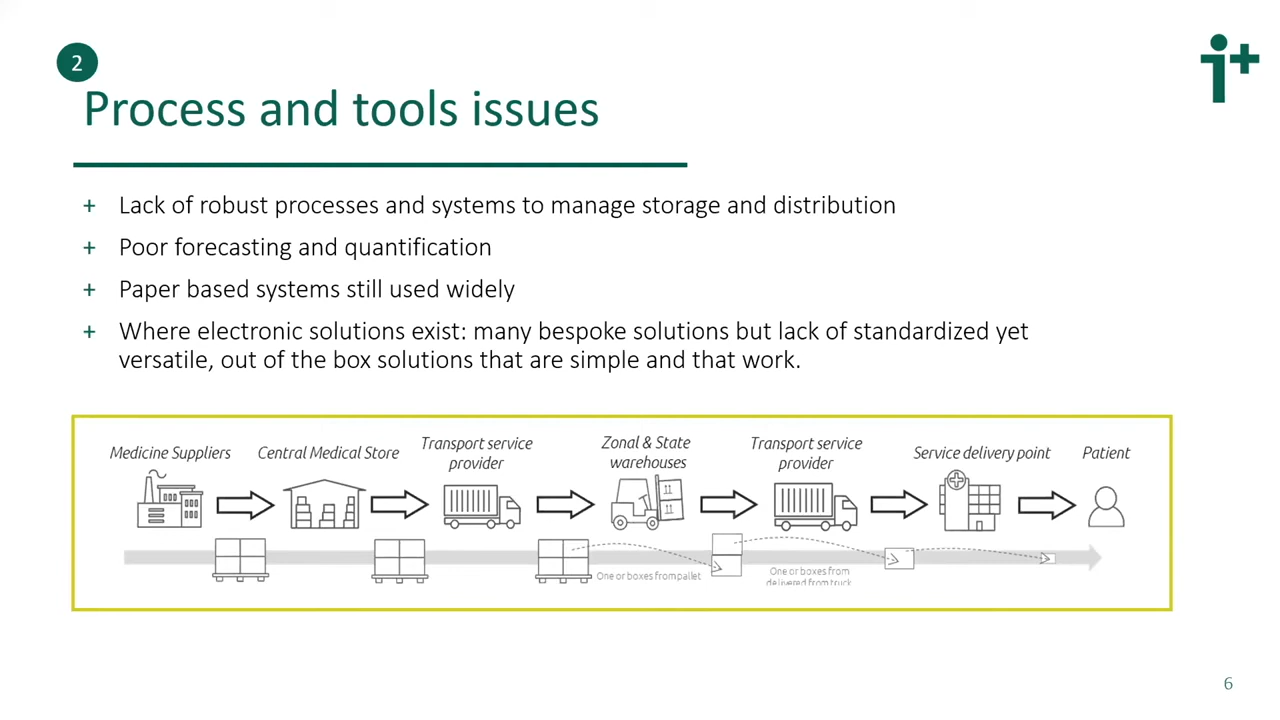 2
Process and tools issues
+ Lack of robust processes and systems to manage storage and distribution
+ Poor forecasting and quantification
+ Paper based systems still used widely
+ Where electronic solutions exist: many bespoke solutions but lack of standardized yet
versatile, out of the box solutions that are simple and that work.
Medicine Suppliers
Central Medical Store
Transport service
provider
Zonal & State
warehouses
Transport service
provider
Service delivery point
Patient
One or boxes from pallet
One or boxes from
delivered from truck
6